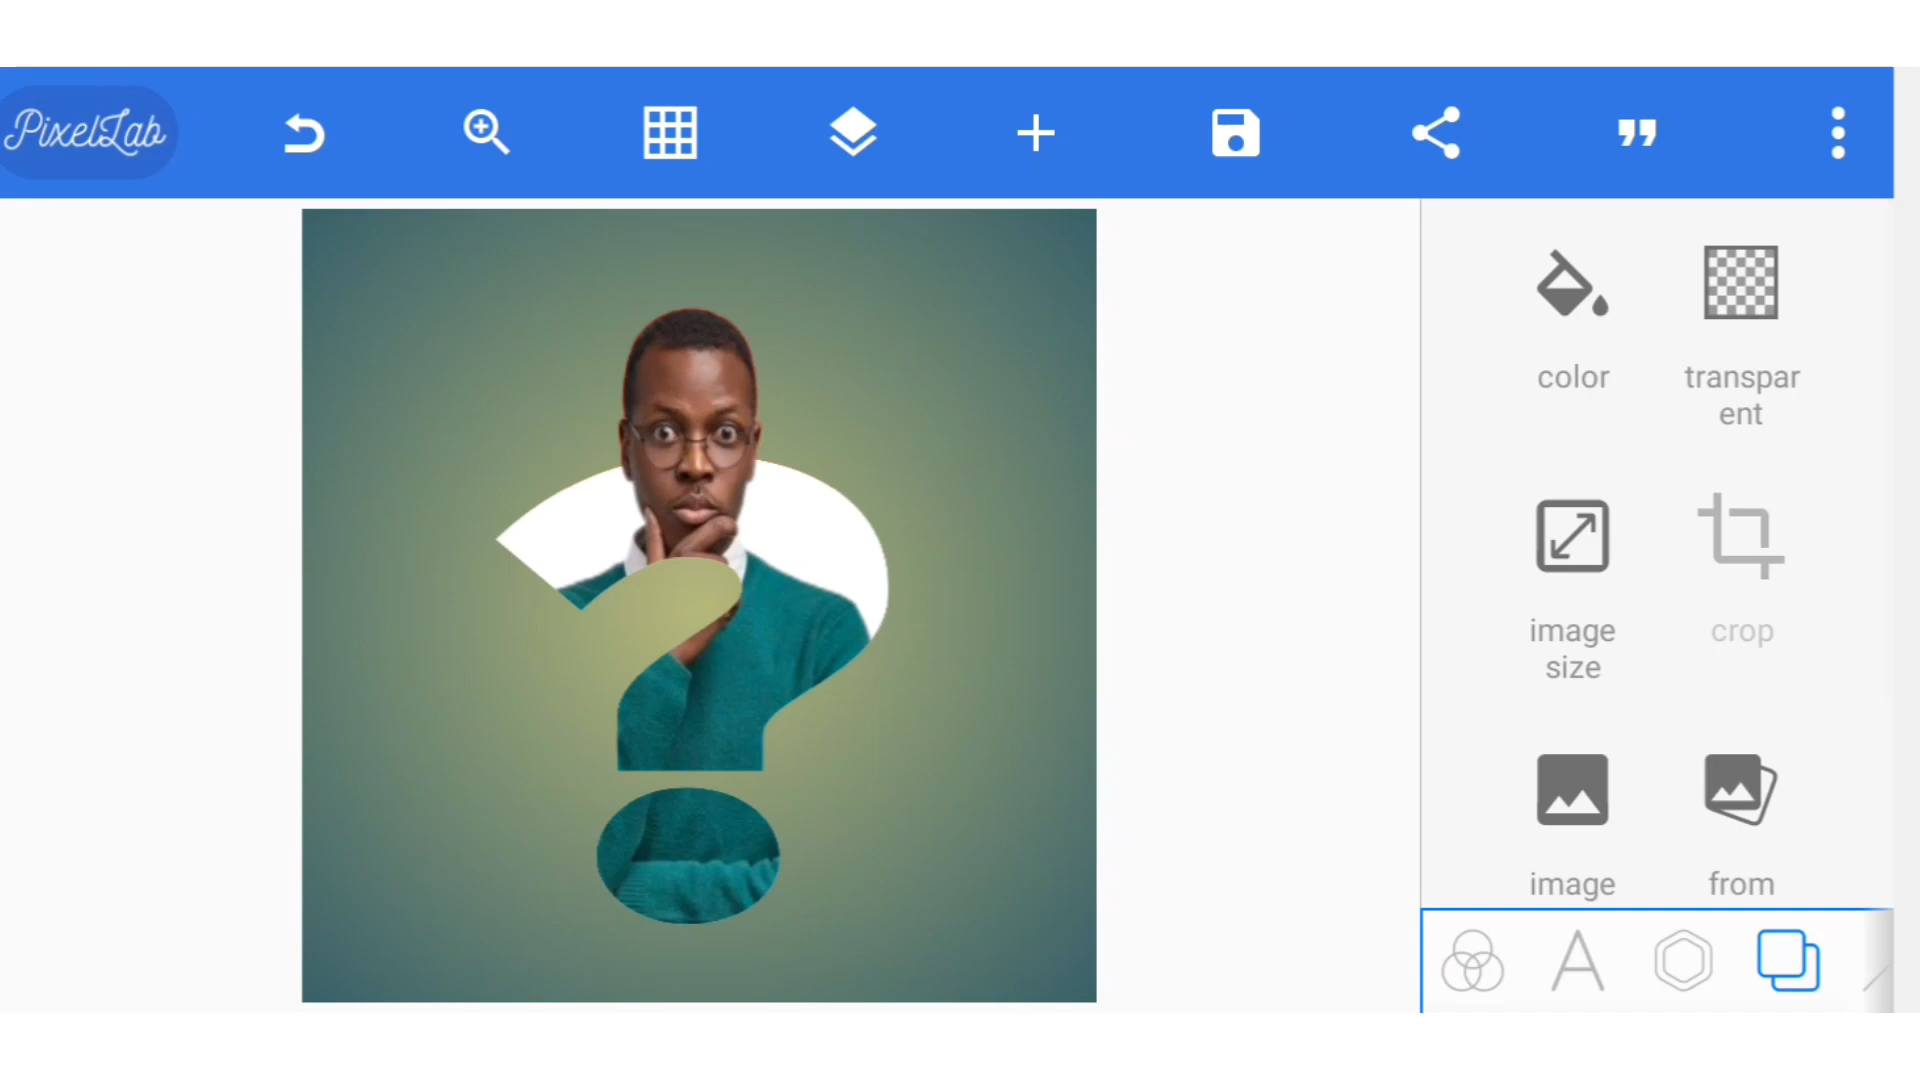 PixelLab
color
transpar
ent
image
size
crop
image
from